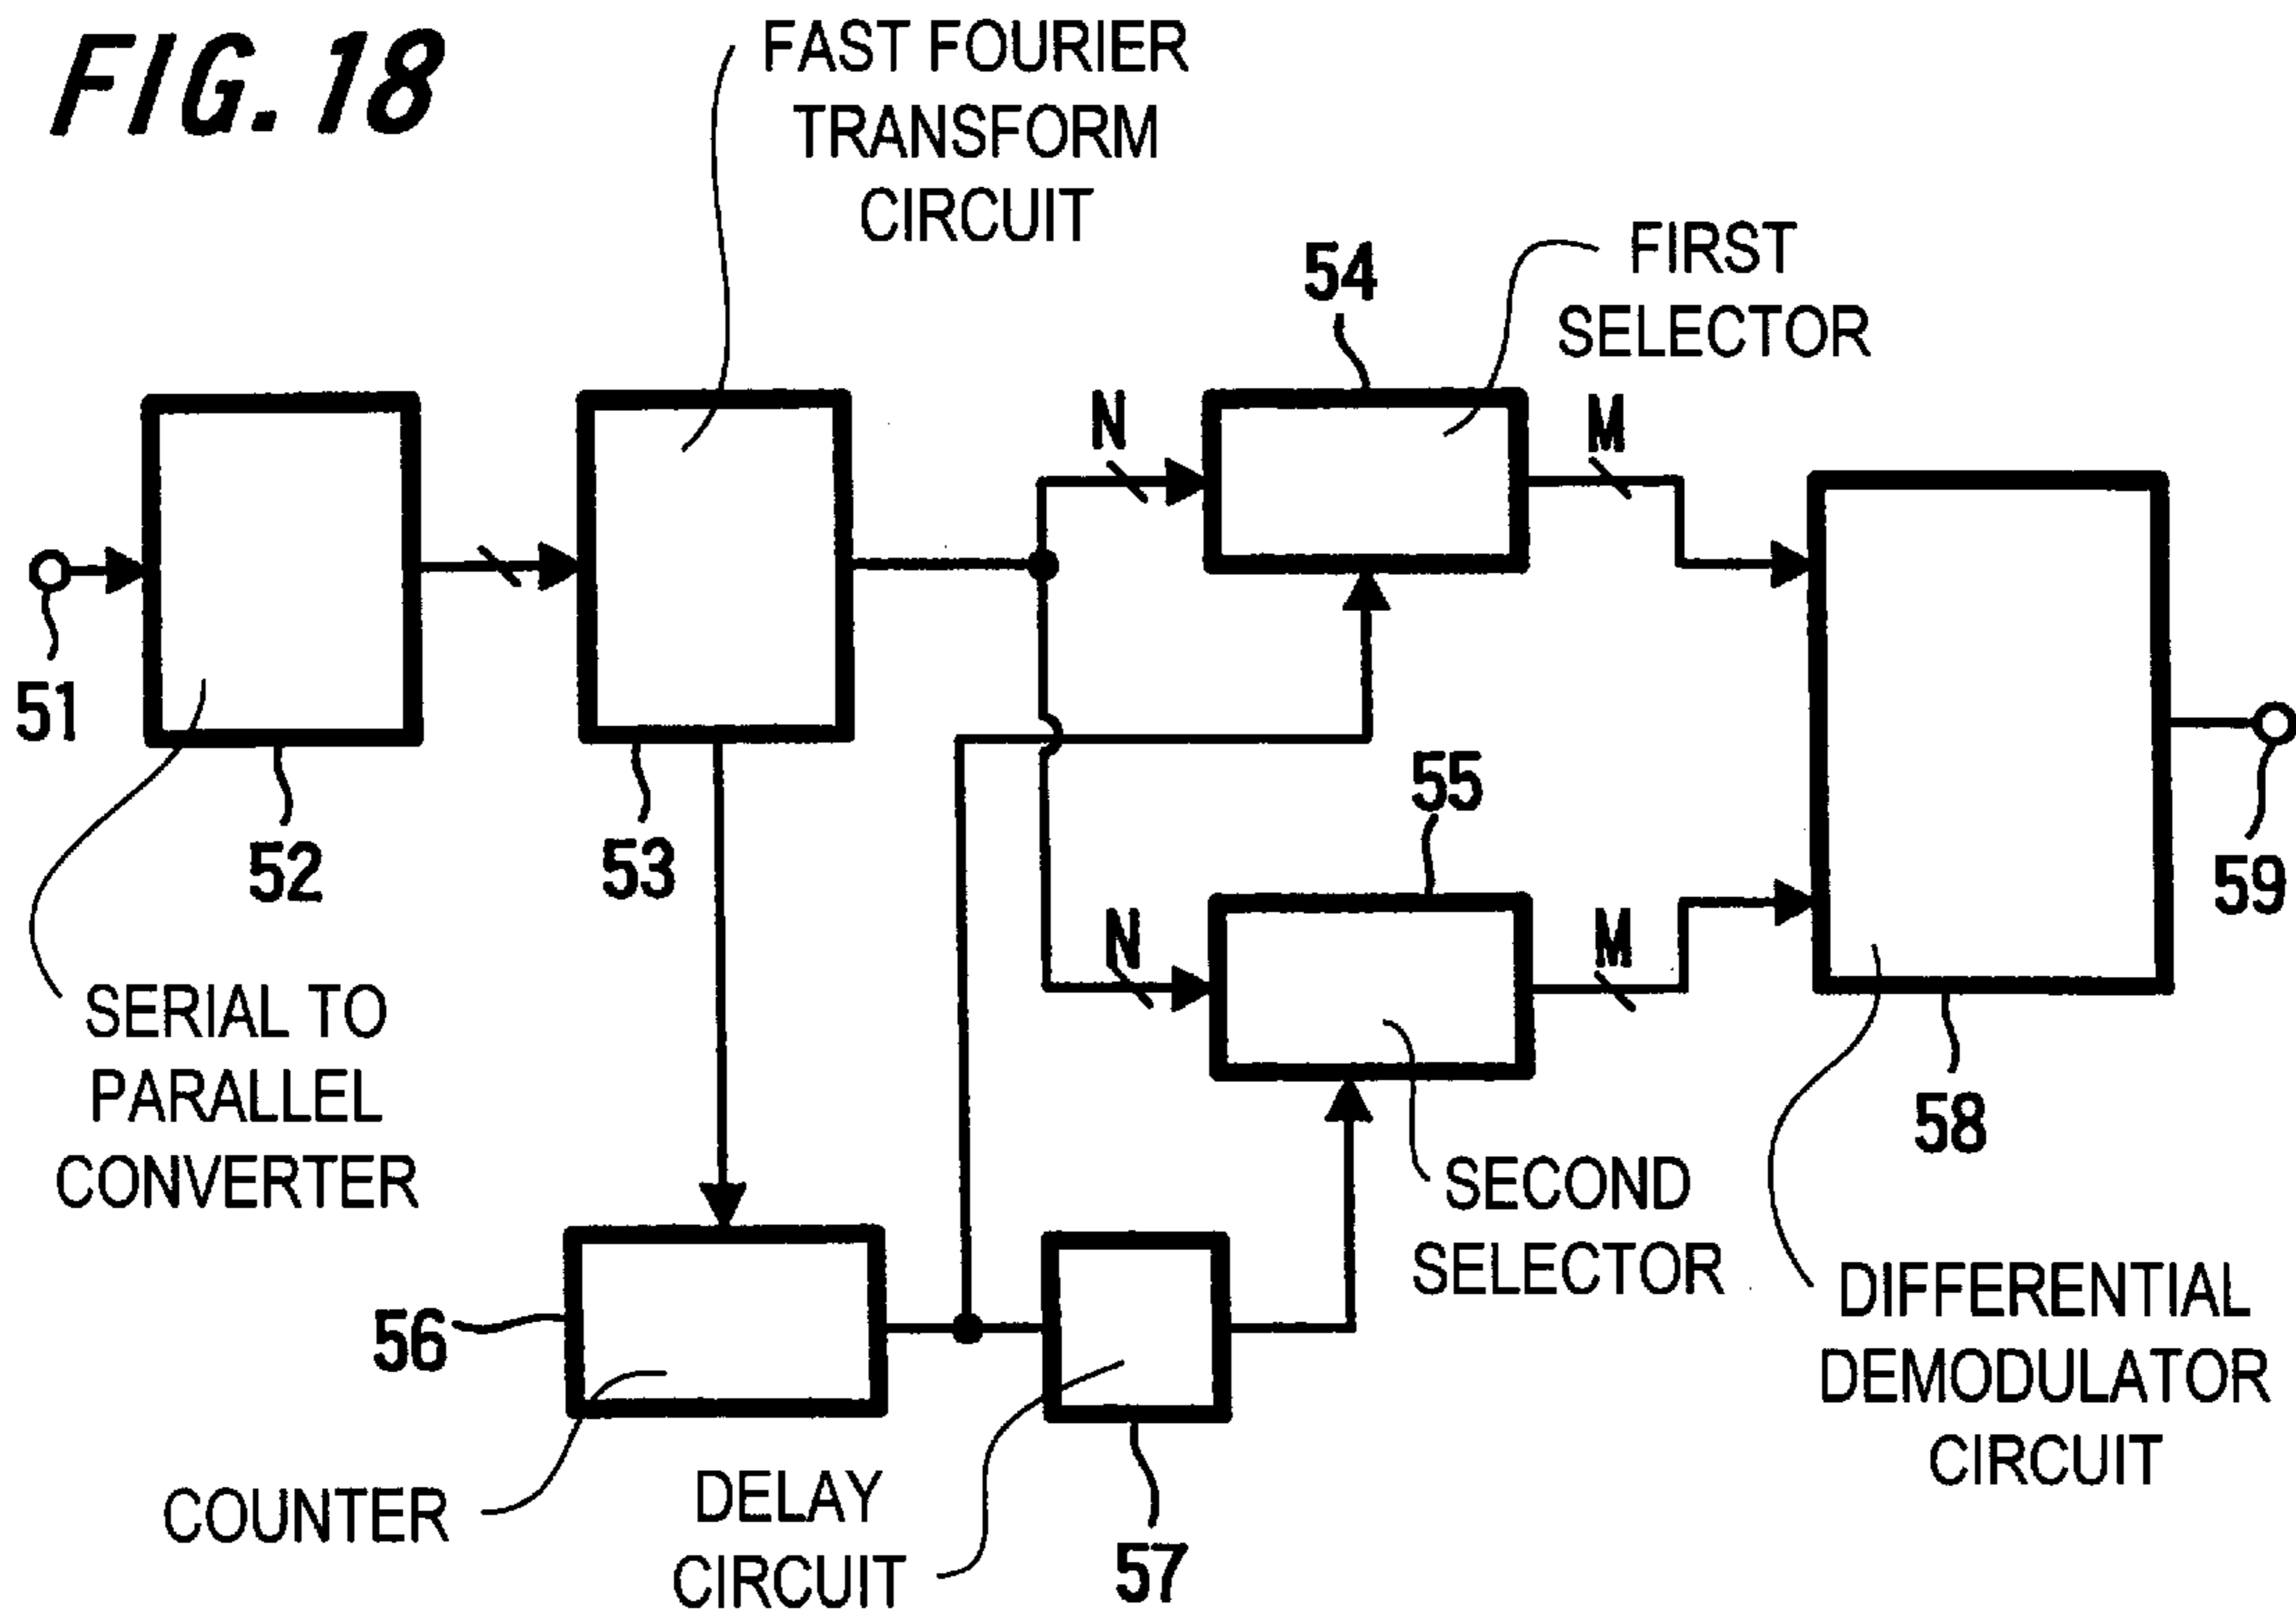 FIG. 18
FAST FOURIER
TRANSFORM
CIRCUIT
54
FIRST
SELECTOR
N
M
51
52
53
55
N
M
59
SERIAL TO
PARALLEL
CONVERTER
58
SECOND
SELECTOR
56
DIFFERENTIAL
DEMODULATOR
CIRCUIT
COUNTER
DELAY
CIRCUIT
57